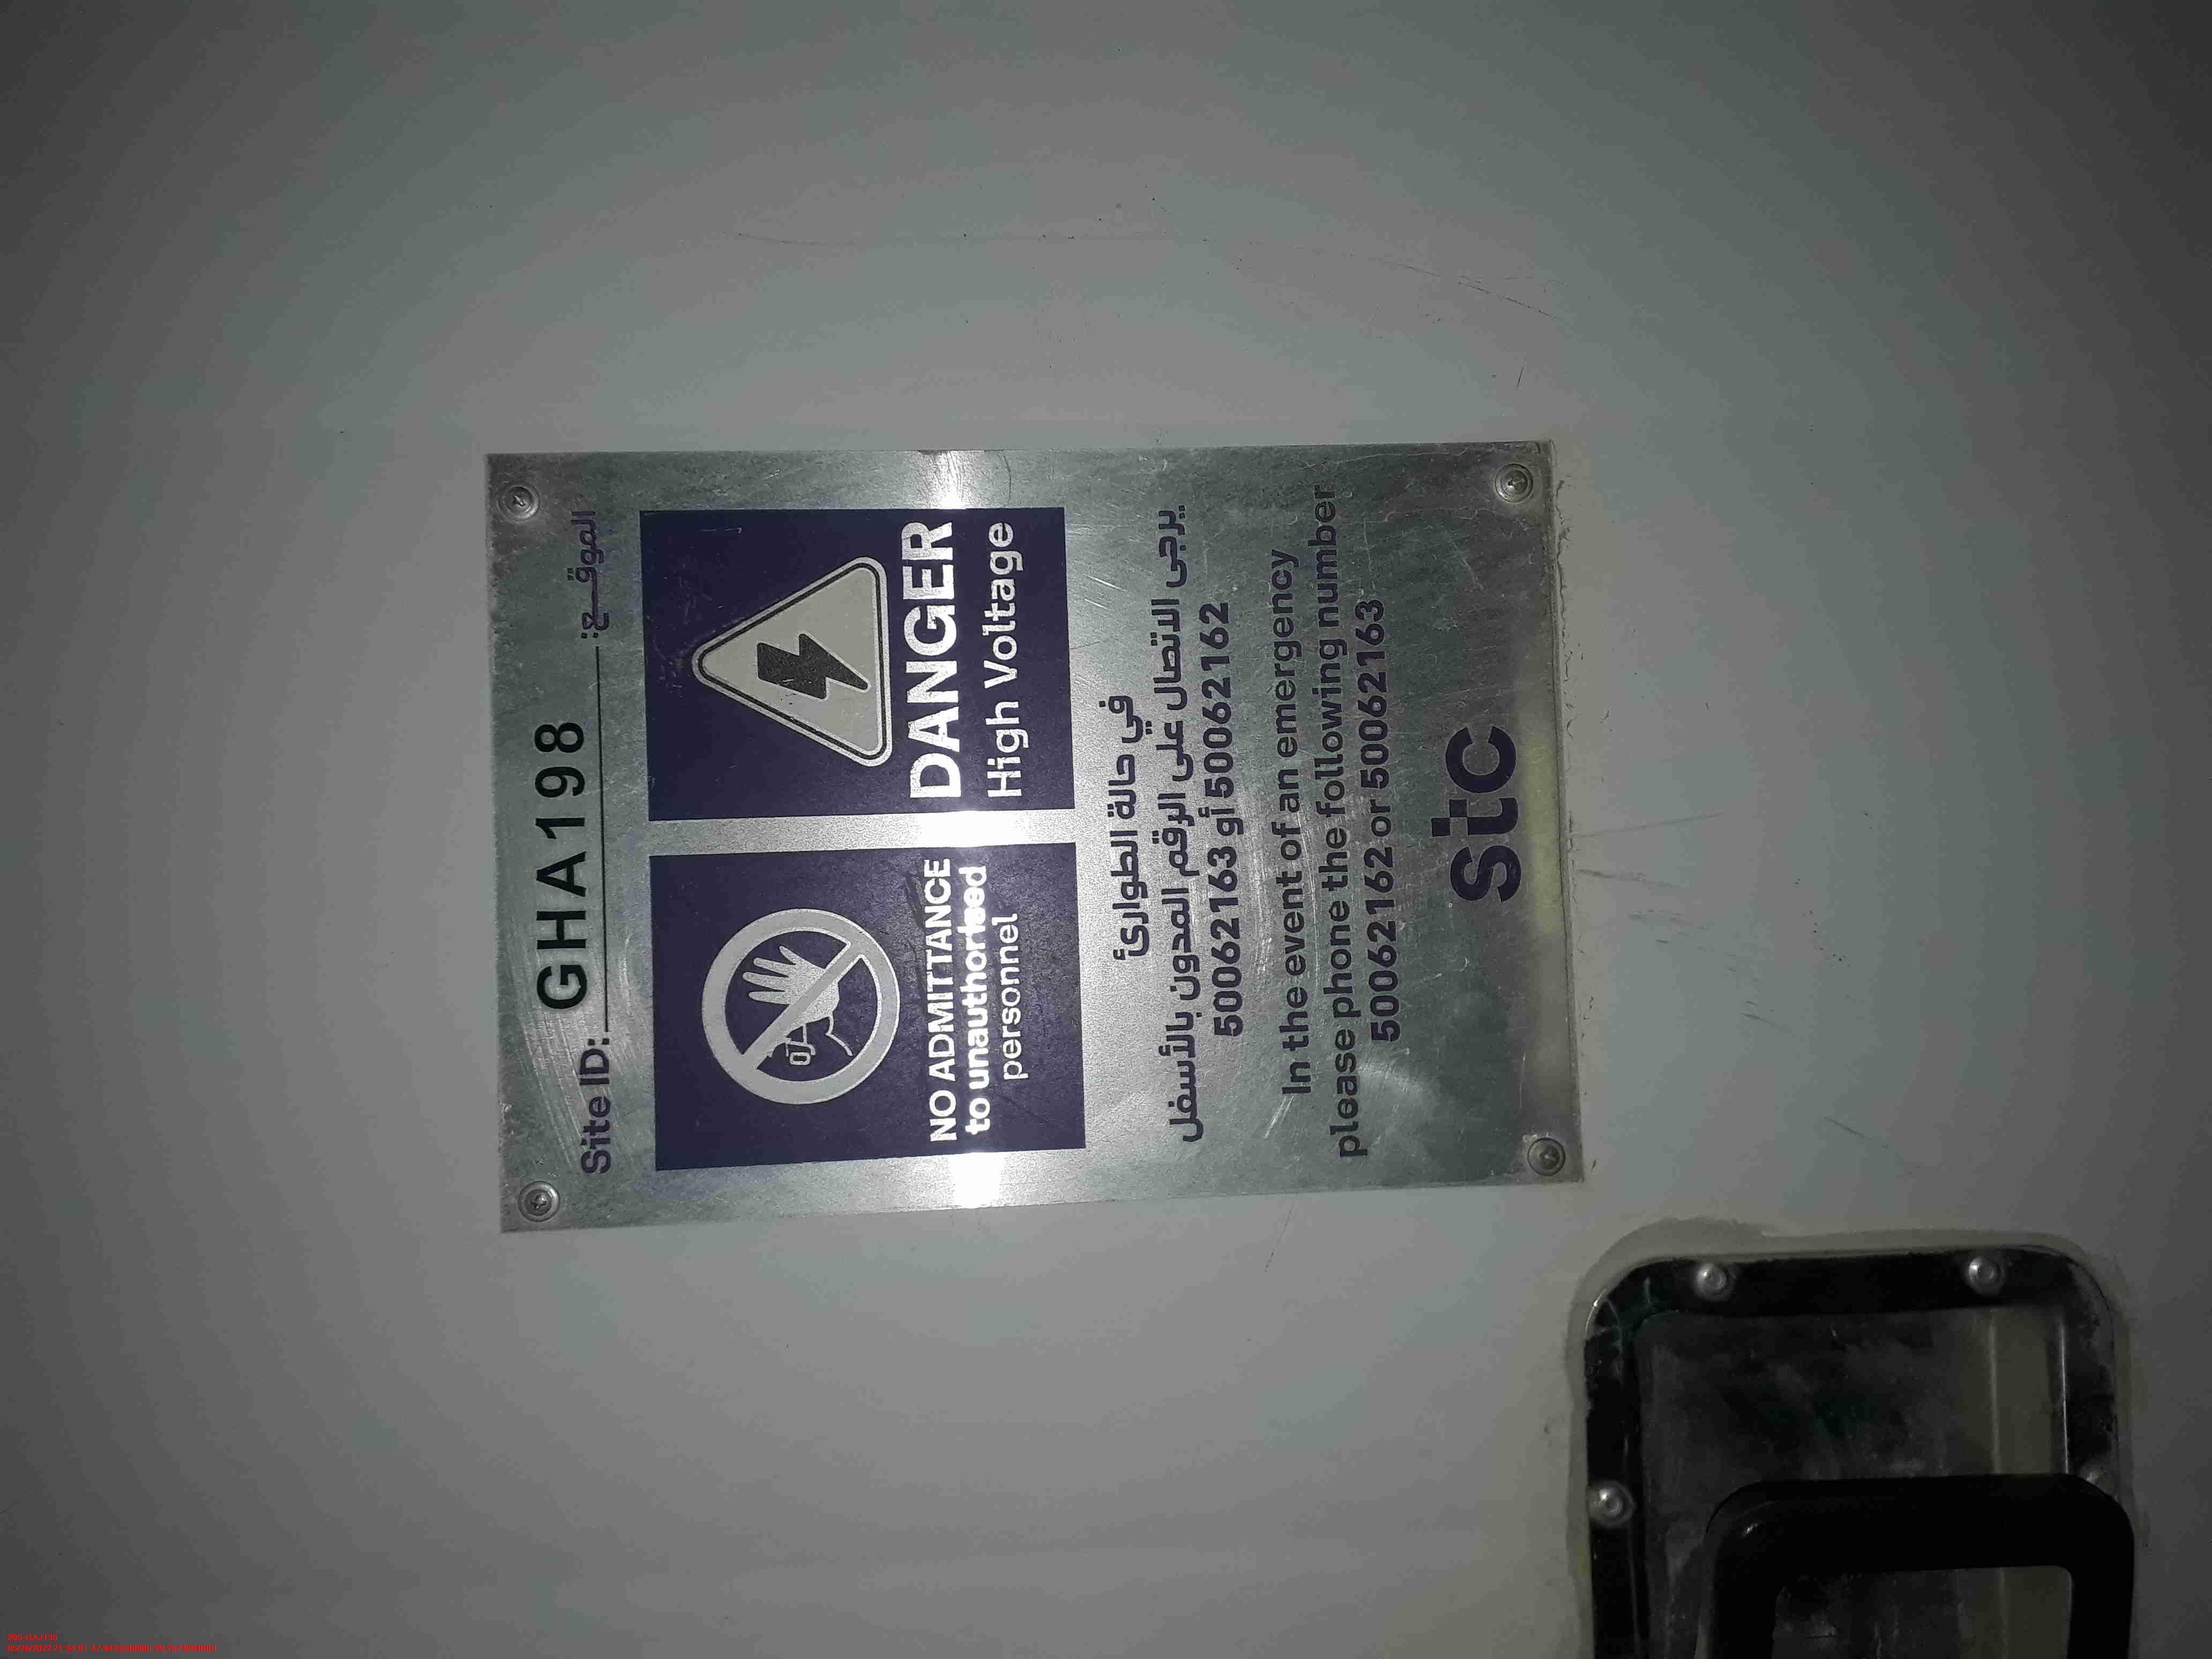 Site ID: GHA198 الموقـــع:
NO ADMITTANCE
to unauthorised
personnel
DANGER
High Voltage
في حالة الطوارئ
يرجى الاتصال على الرقم المدون بالأسفل
50062163 أو 50062162
In the event of an emergency
please phone the following number
50062162 or 50062163
stc